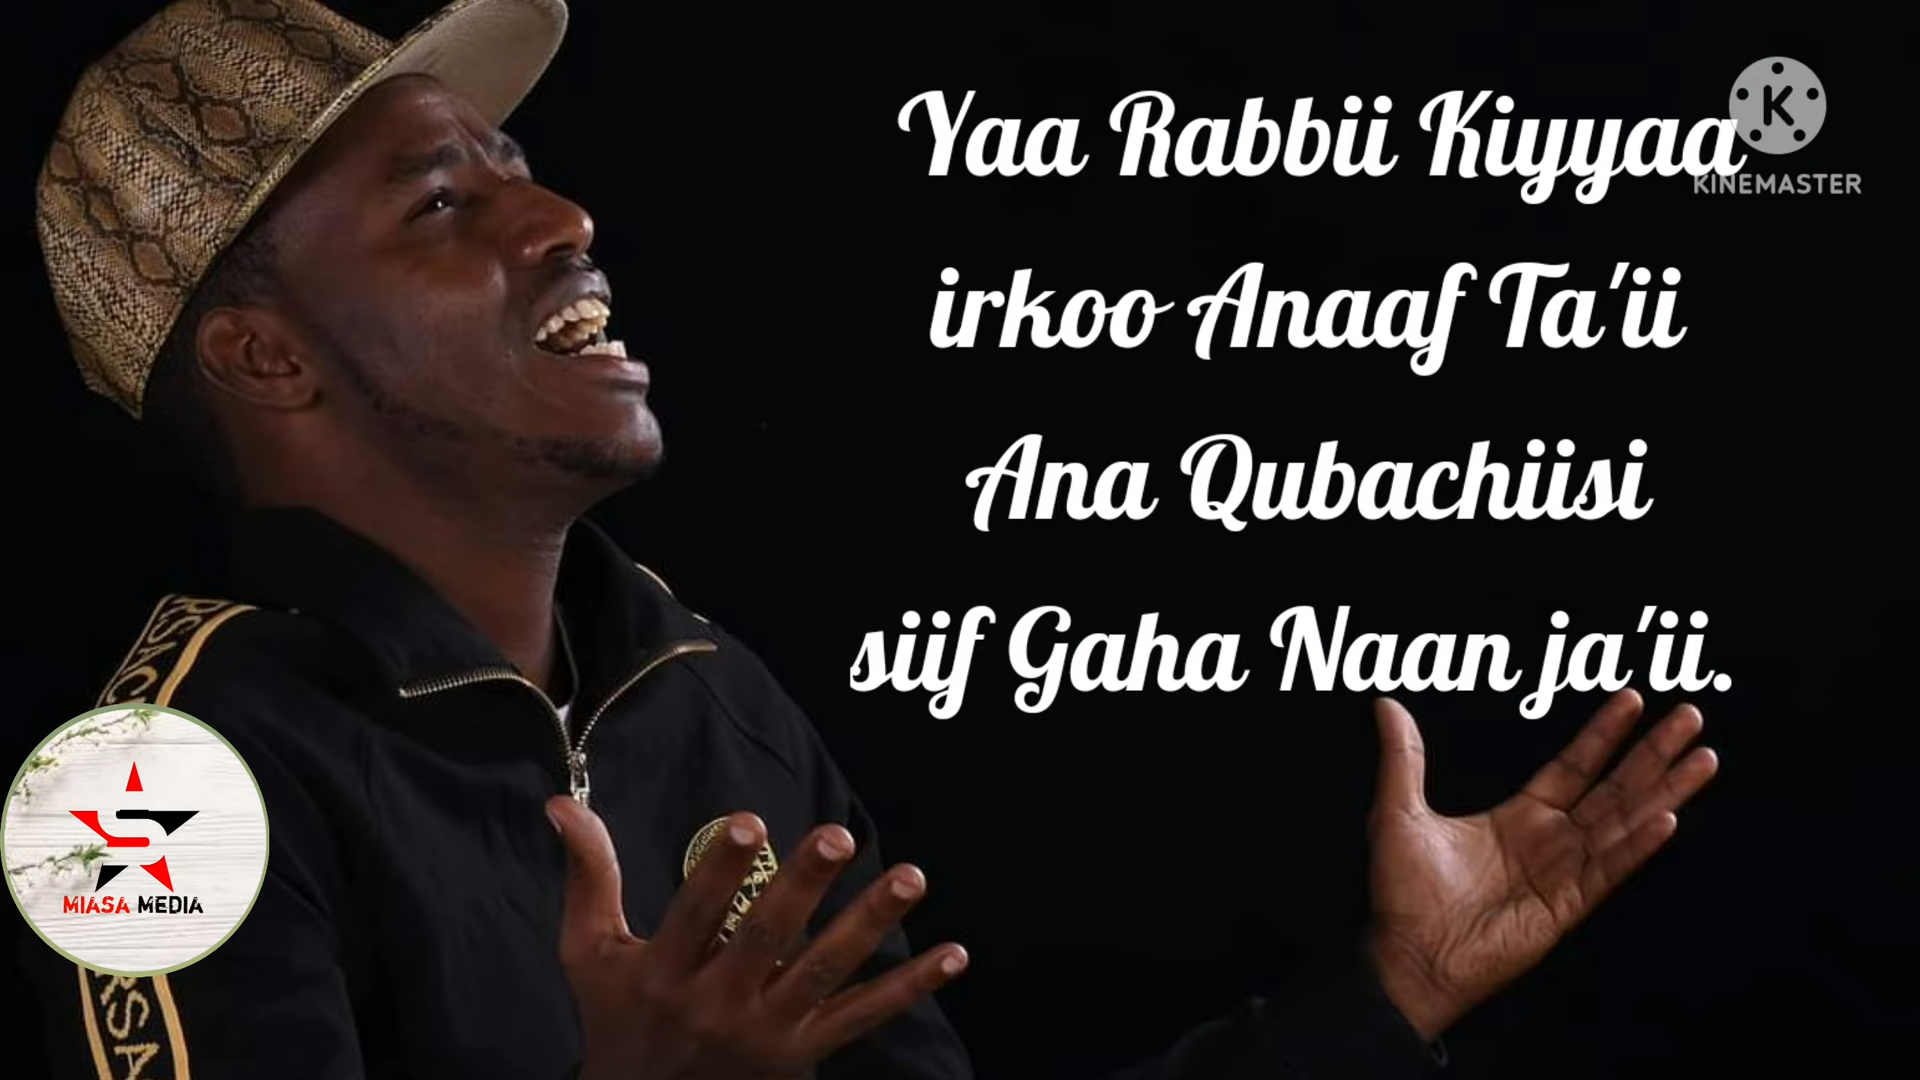 Yaa Rabbii Kiyyaa
KINEMASTER
irkoo Anaaf Ta'ii
Ana Qubachiisi
siif Gaha Naan ja'ii.
MIASA MEDIA